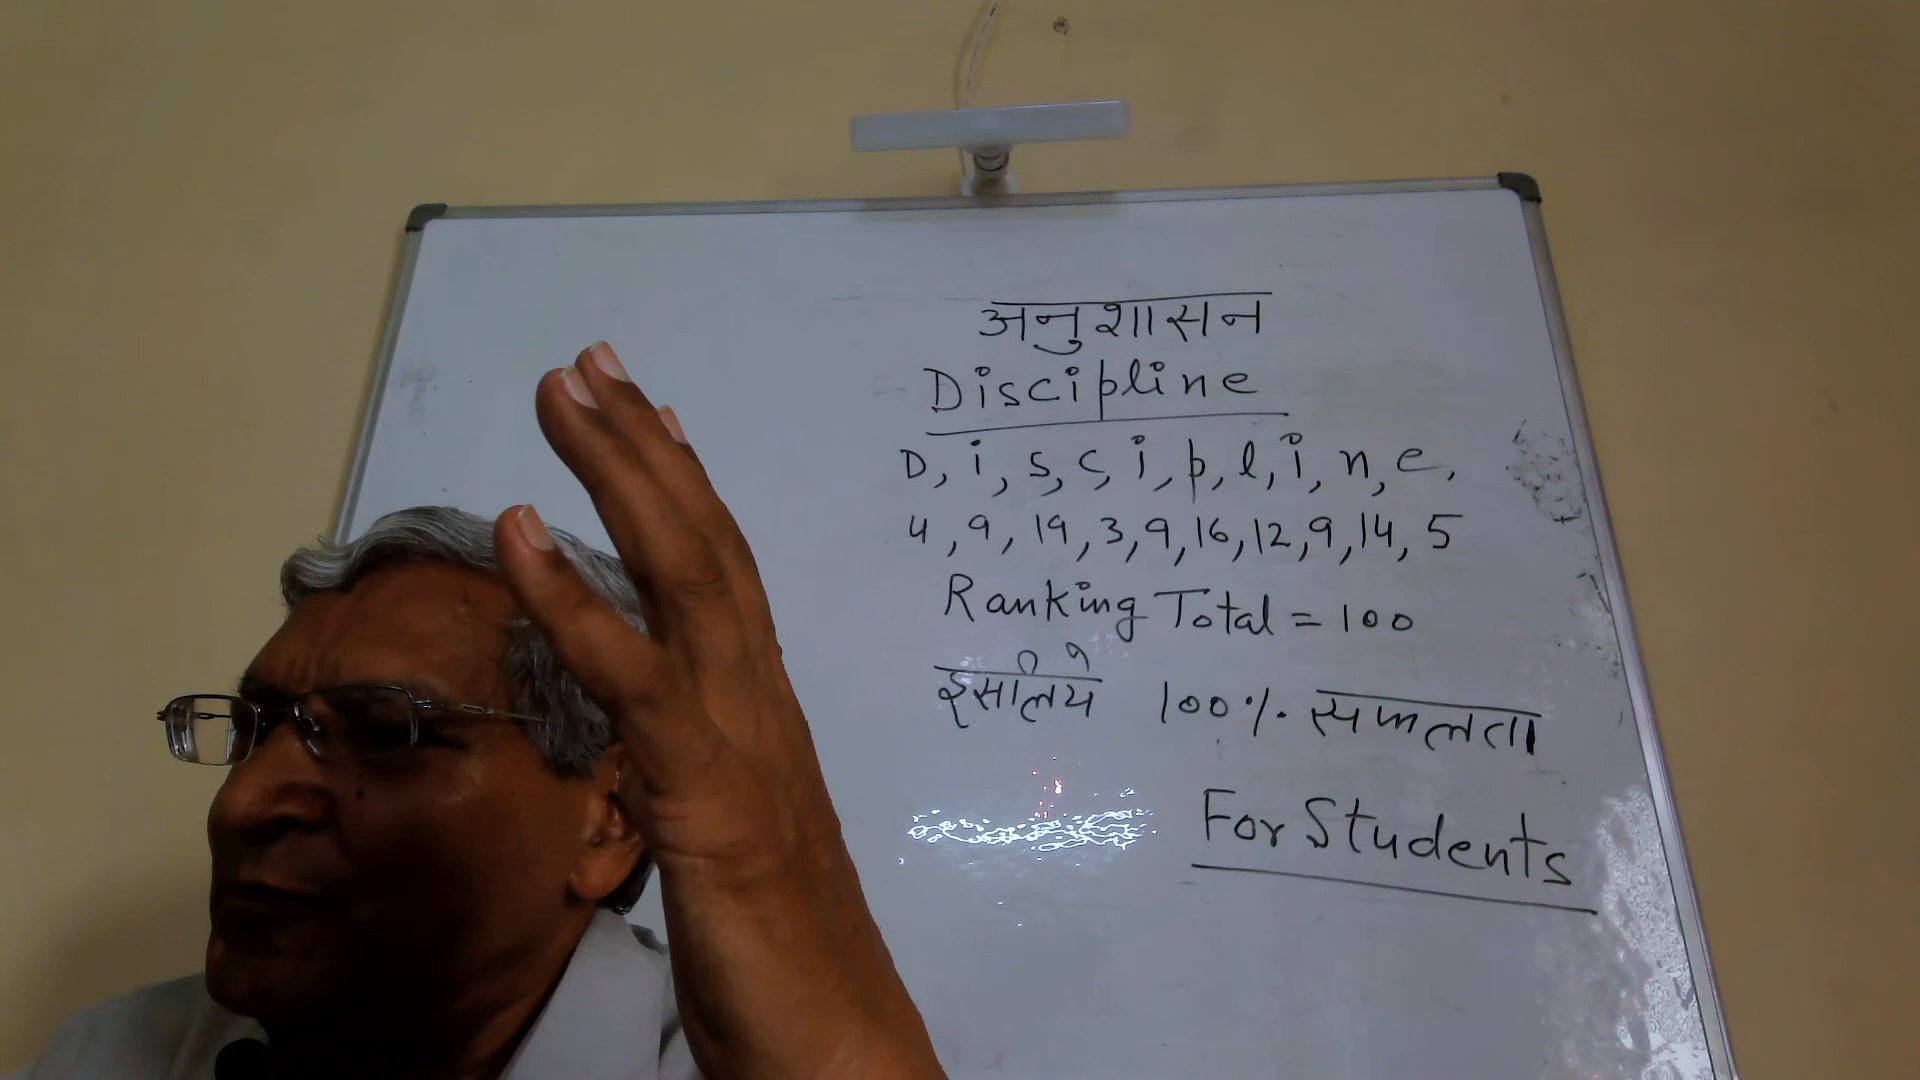 अनुशासन
Discipline
D, i, s, c, i, p, l, i, n, e.
4, 9, 19, 3, 9, 16, 12, 9, 14, 5
Ranking Total = 100
इसलिये 100% सफलता
For Students